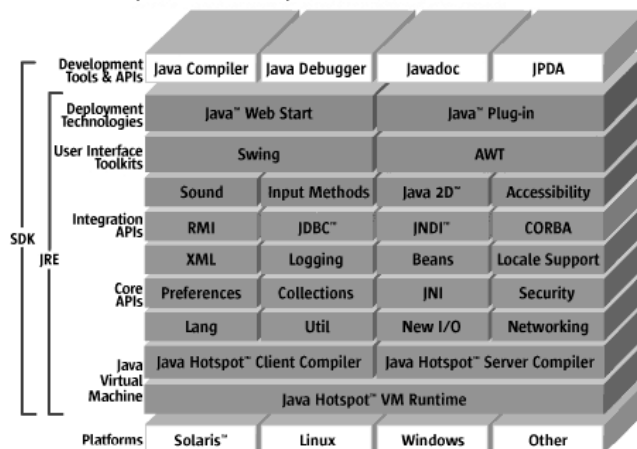 Development
Tools & APIs
Java Compiler
Java Debugger
Javadoc
JPDA
Deployment
Technologies
Java™ Web Start
Java™ Plug-in
User Interface
Toolkits
Swing
AWT
Sound
Input Methods
Java 2D™
Accessibility
Integration
APIs
RMI
JDBC™
JNDI™
CORBA
SDK
JRE
XML
Logging
Beans
Locale Support
Core
APIs
Preferences
Collections
JNI
Security
Lang
Util
New I/O
Networking
Java
Virtual
Machine
Java Hotspot™ Client Compiler
Java Hotspot™ Server Compiler
Java Hotspot™ VM Runtime
Platforms
Solaris™
Linux
Windows
Other